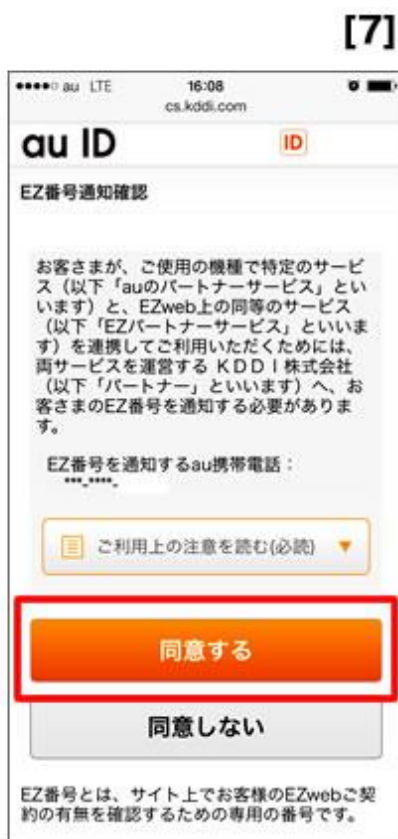 [7]
au LTE 16:08
cs.kddi.com
au ID ID
EZ番号通知確認
お客さまが、ご使用の機種で特定のサービ
ス（以下「auのパートナーサービス」とい
います）と、EZweb上の同等のサービス
（以下「EZパートナーサービス」といいま
す）を連携してご利用いただくためには、
両サービスを運営する KDDI株式会社
（以下「パートナー」といいます）へ、お
客さまのEZ番号を通知する必要がありま
す。
EZ番号を通知するau携帯電話：
***-****-
ご利用上の注意を読む(必読) ▼
同意する
同意しない
EZ番号とは、サイト上でお客様のEZwebご契
約の有無を確認するための専用の番号です。